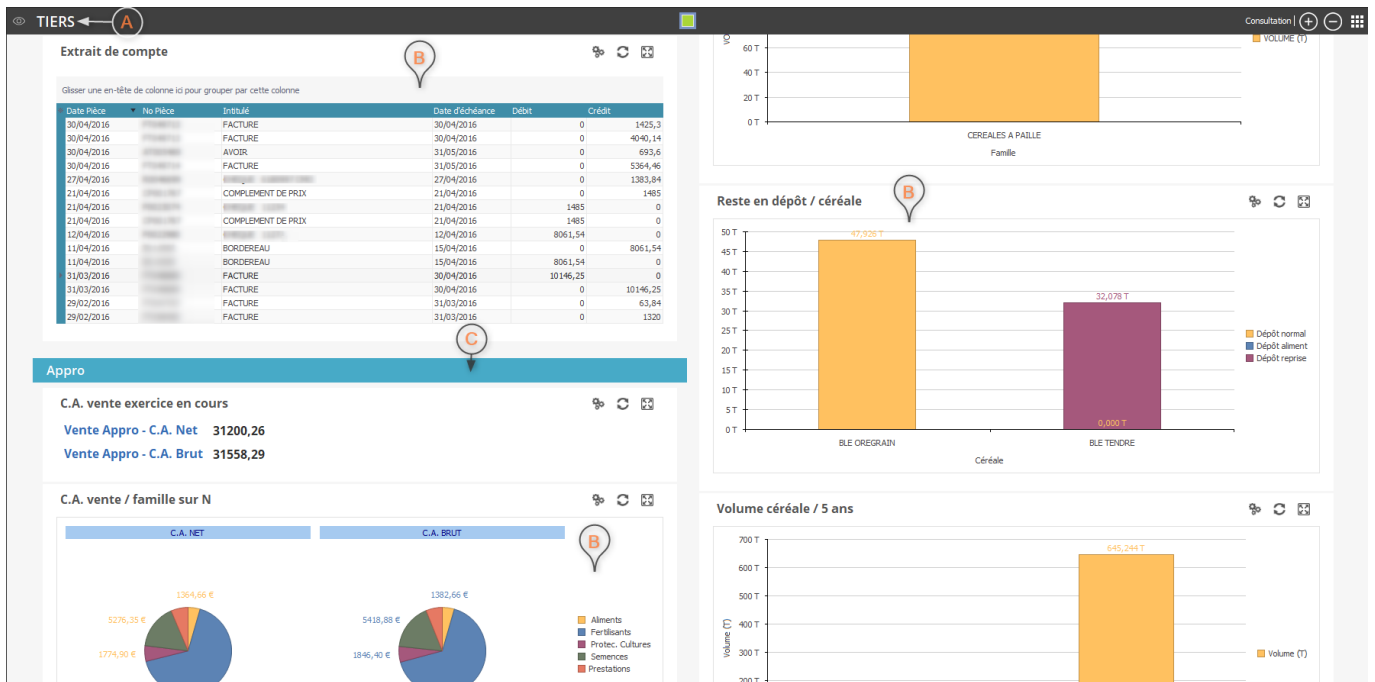 TIERS
A
Consultation
Extrait de compte
B
Glisser une en-tête de colonne ici pour grouper par cette colonne
Date Pièce No Pièce Intitulé Date d'échéance Débit Crédit
30/04/2016 FACTURE 30/04/2016 0 1425,3
30/04/2016 FACTURE 30/04/2016 0 4040,14
30/04/2016 AVOIR 31/05/2016 0 693,6
30/04/2016 FACTURE 31/05/2016 0 5364,46
27/04/2016 27/04/2016 0 1383,84
21/04/2016 COMPLEMENT DE PRIX 21/04/2016 0 1485
21/04/2016 21/04/2016 1485 0
21/04/2016 COMPLEMENT DE PRIX 21/04/2016 1485 0
12/04/2016 12/04/2016 8061,54 0
11/04/2016 BORDEREAU 15/04/2016 0 8061,54
11/04/2016 BORDEREAU 15/04/2016 8061,54 0
31/03/2016 FACTURE 30/04/2016 10146,25 0
31/03/2016 FACTURE 30/04/2016 0 10146,25
29/02/2016 FACTURE 31/03/2016 0 63,84
29/02/2016 FACTURE 31/03/2016 0 1320
C
Appro
C.A. vente exercice en cours
Vente Appro - C.A. Net 31200,26
Vente Appro - C.A. Brut 31558,29
C.A. vente / famille sur N
B
C.A. NET
C.A. BRUT
1364,66 €
5276,35 €
1774,90 €
1382,66 €
5418,88 €
1846,40 €
Aliments
Fertilisants
Protec. Cultures
Semences
Prestations
VOLUME (T)
60 T
40 T
20 T
0 T
CEREALES A PAILLE
Famille
Reste en dépôt / céréale
B
50 T
45 T
40 T
35 T
30 T
25 T
20 T
15 T
10 T
5 T
0 T
47,926 T
32,078 T
0,000 T
BLE OREGRAIN
BLE TENDRE
Céréale
Dépôt normal
Dépôt aliment
Dépôt reprise
Volume céréale / 5 ans
700 T
600 T
500 T
400 T
300 T
200 T
Volume (T)
645,244 T
Volume (T)